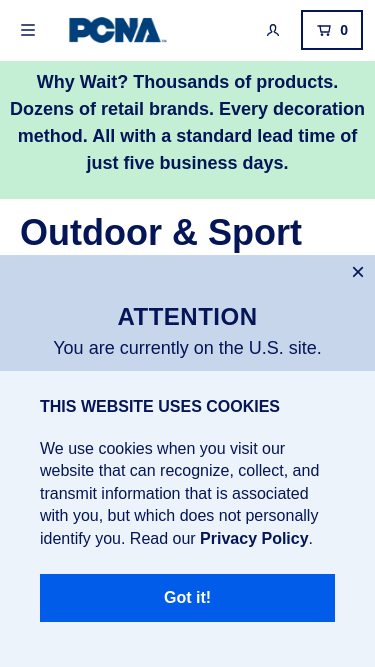 PCNA
0
Why Wait? Thousands of products.
Dozens of retail brands. Every decoration
method. All with a standard lead time of
just five business days.
Outdoor & Sport
ATTENTION
You are currently on the U.S. site.
THIS WEBSITE USES COOKIES
We use cookies when you visit our
website that can recognize, collect, and
transmit information that is associated
with you, but which does not personally
identify you. Read our Privacy Policy.
Got it!